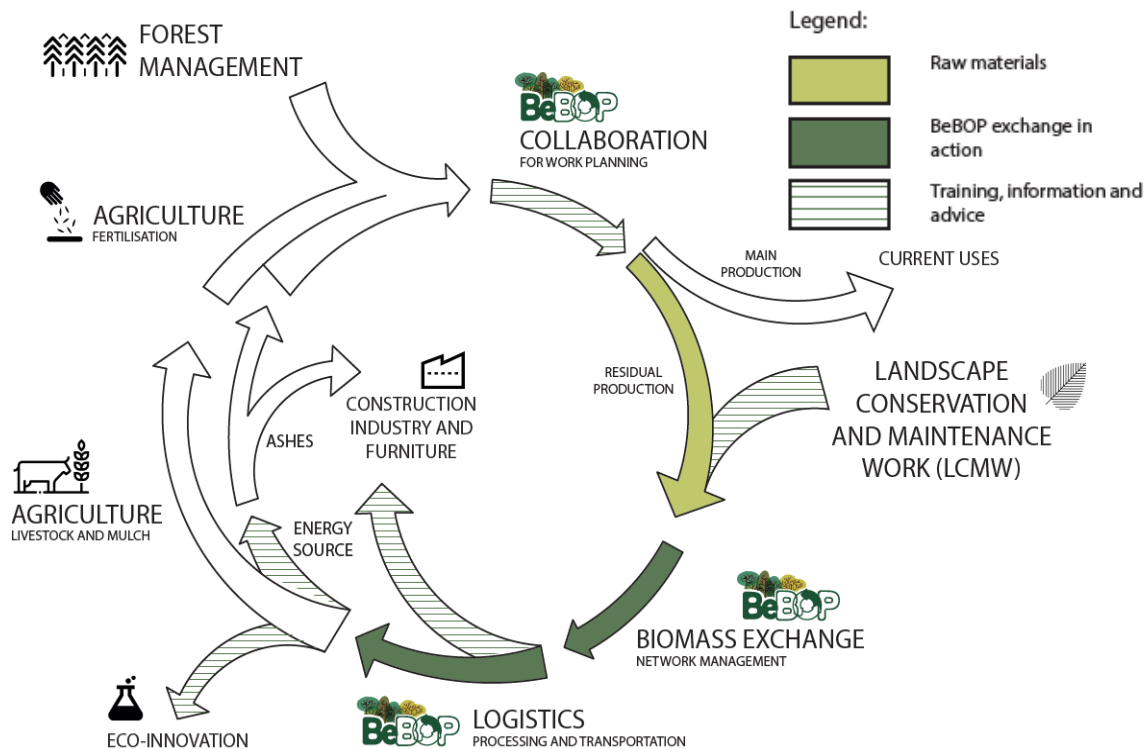 FOREST
MANAGEMENT
Legend:
Raw materials
BeBOP exchange in
action
Training, information and
advice
BeBOP
COLLABORATION
FOR WORK PLANNING
AGRICULTURE
FERTILISATION
MAIN
PRODUCTION
CURRENT USES
RESIDUAL
PRODUCTION
LANDSCAPE
CONSERVATION
AND MAINTENANCE
WORK (LCMW)
CONSTRUCTION
INDUSTRY AND
FURNITURE
ASHES
AGRICULTURE
LIVESTOCK AND MULCH
ENERGY
SOURCE
BeBOP
BIOMASS EXCHANGE
NETWORK MANAGEMENT
BeBOP
LOGISTICS
PROCESSING AND TRANSPORTATION
ECO-INNOVATION